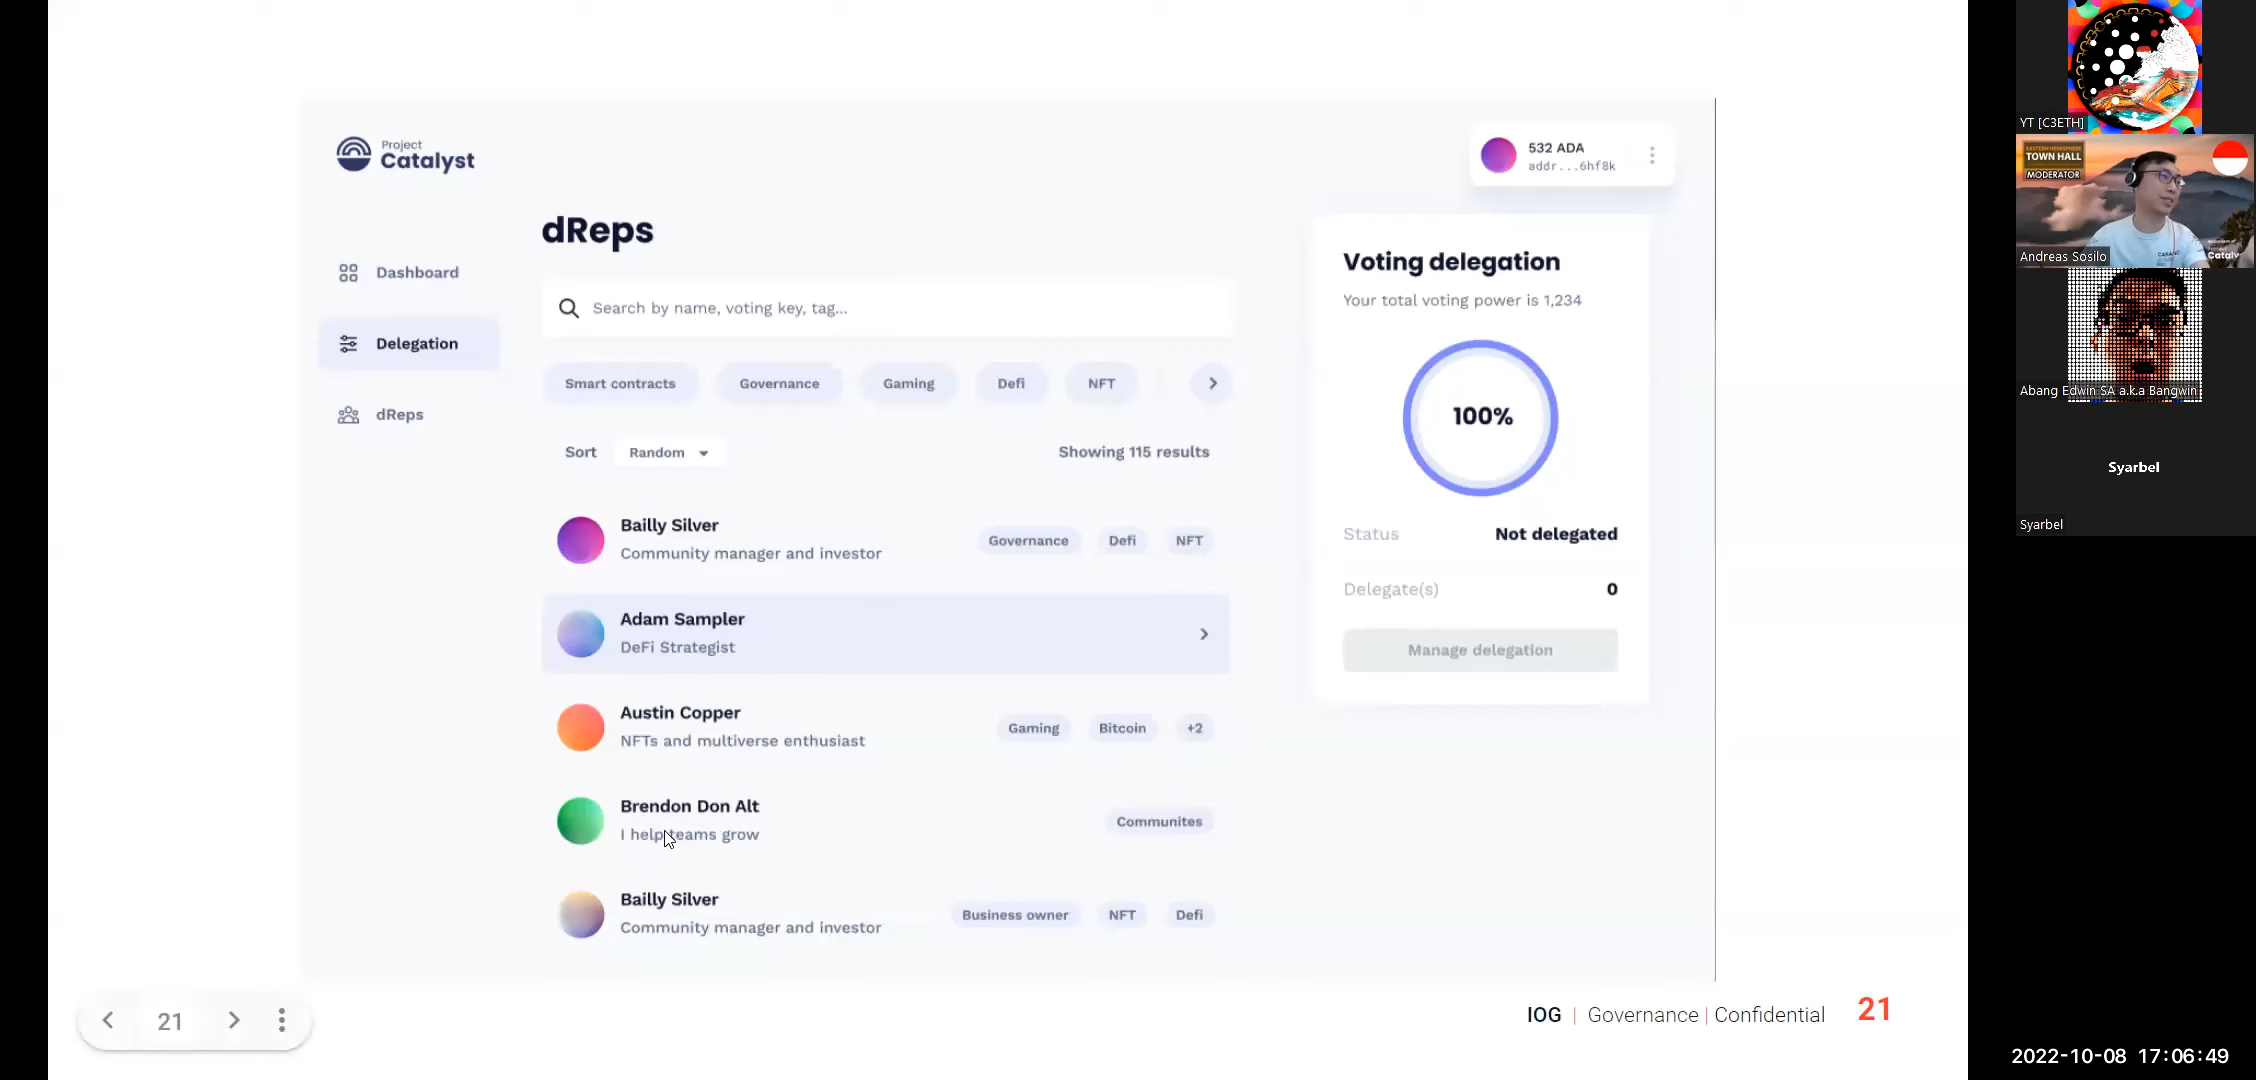 Project
Catalyst
532 ADA
addr...6hf8k
Dashboard
Delegation
dReps
dReps
Search by name, voting key, tag...
Smart contracts
Governance
Gaming
Defi
NFT
Sort
Random
Showing 115 results
Bailly Silver
Community manager and investor
Governance
Defi
NFT
Adam Sampler
DeFi Strategist
Austin Copper
NFTs and multiverse enthusiast
Gaming
Bitcoin
+2
Brendon Don Alt
I help teams grow
Communites
Bailly Silver
Community manager and investor
Business owner
NFT
Defi
Voting delegation
Your total voting power is 1,234
100%
Status
Not delegated
Delegate(s)
0
Manage delegation
21
IOG | Governance | Confidential
21
YT [C3ETH]
EASTERN HEMISPHERE
TOWN HALL
MODERATOR
Andreas Sosilo
Abang Edwin SA a.k.a Bangwin
Syarbel
Syarbel
2022-10-08 17:06:49